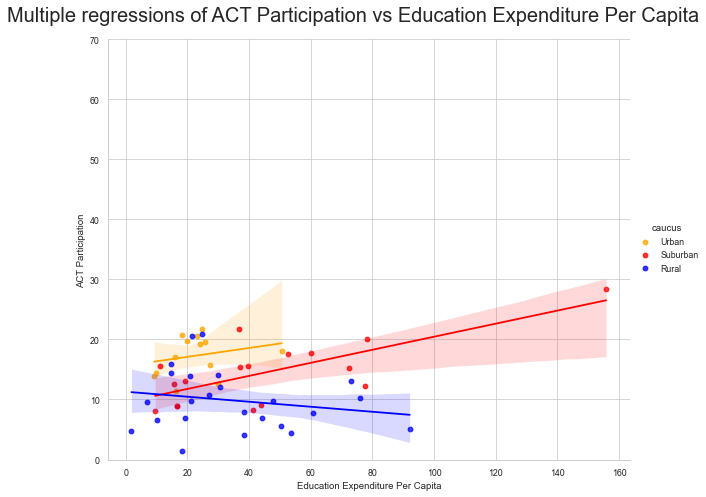 Multiple regressions of ACT Participation vs Education Expenditure Per Capita
70
60
50
40
30
20
10
0
ACT Participation
0 20 40 60 80 100 120 140 160
Education Expenditure Per Capita
caucus
Urban
Suburban
Rural